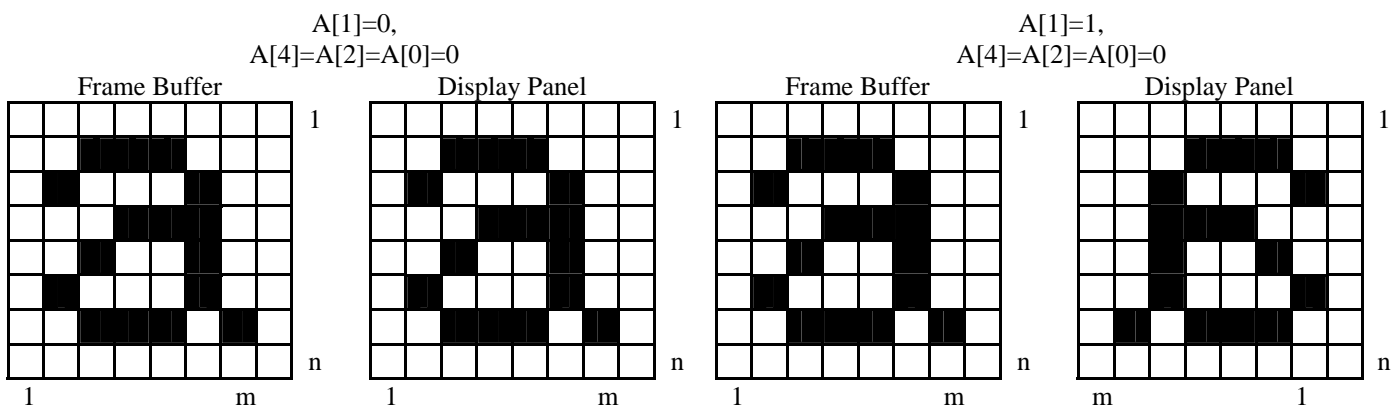 A[1]=0,
A[4]=A[2]=A[0]=0
A[1]=1,
A[4]=A[2]=A[0]=0
Frame Buffer
Display Panel
Frame Buffer
Display Panel
1
1
1
1
n
n
n
n
1
m
1
m
1
m
m
1